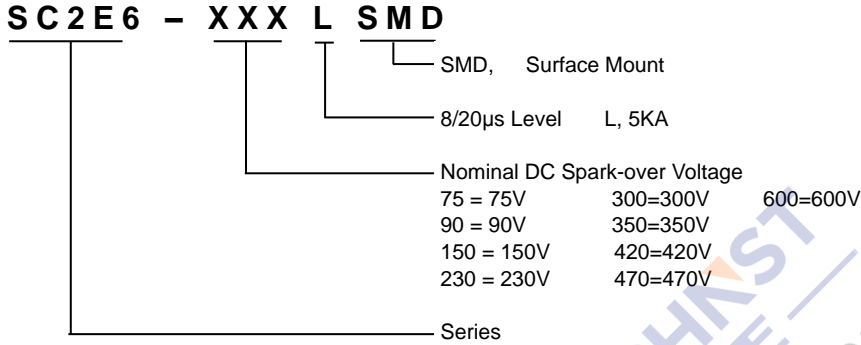 SC2E6 – XXX L SMD
SMD, Surface Mount
8/20µs Level L, 5KA
Nominal DC Spark-over Voltage
75 = 75V 300=300V 600=600V
90 = 90V 350=350V
150 = 150V 420=420V
230 = 230V 470=470V
Series